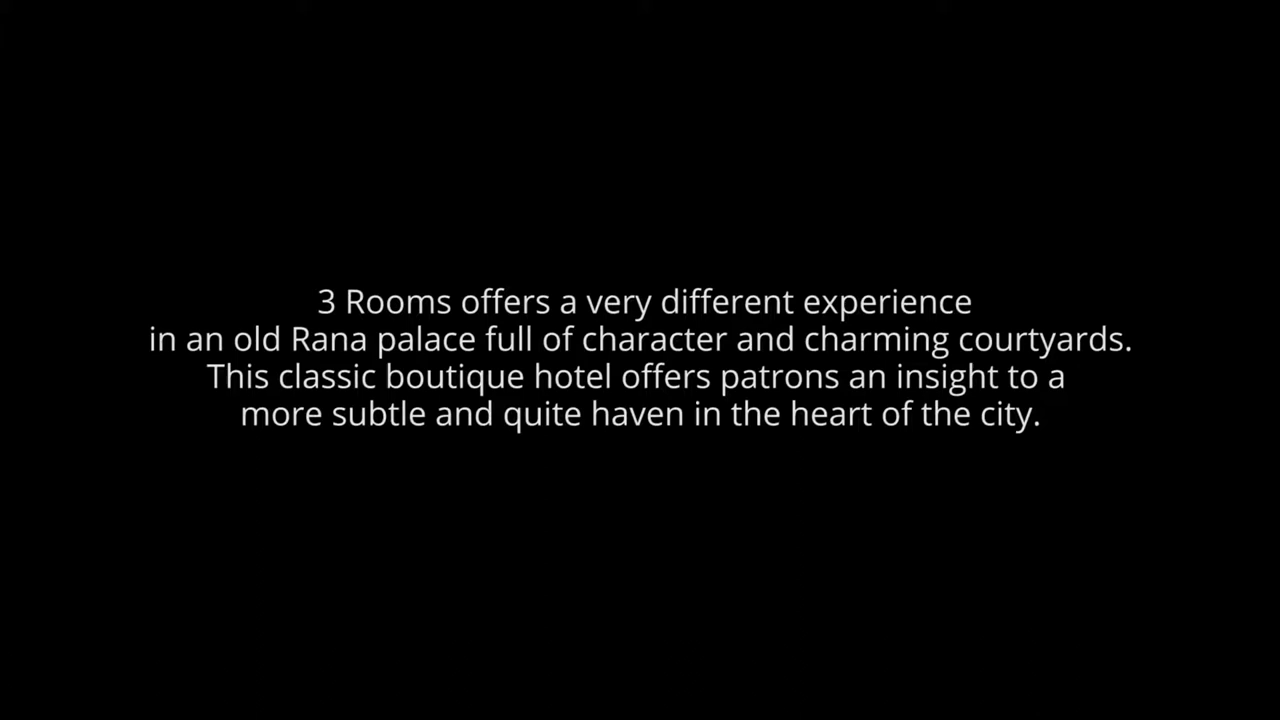 3 Rooms offers a very different experience
in an old Rana palace full of character and charming courtyards.
This classic boutique hotel offers patrons an insight to a
more subtle and quite haven in the heart of the city.